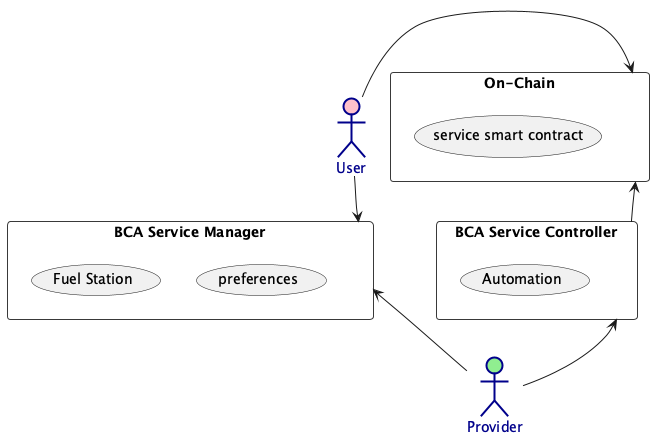 On-Chain
service smart contract
User
BCA Service Manager
Fuel Station
preferences
BCA Service Controller
Automation
Provider